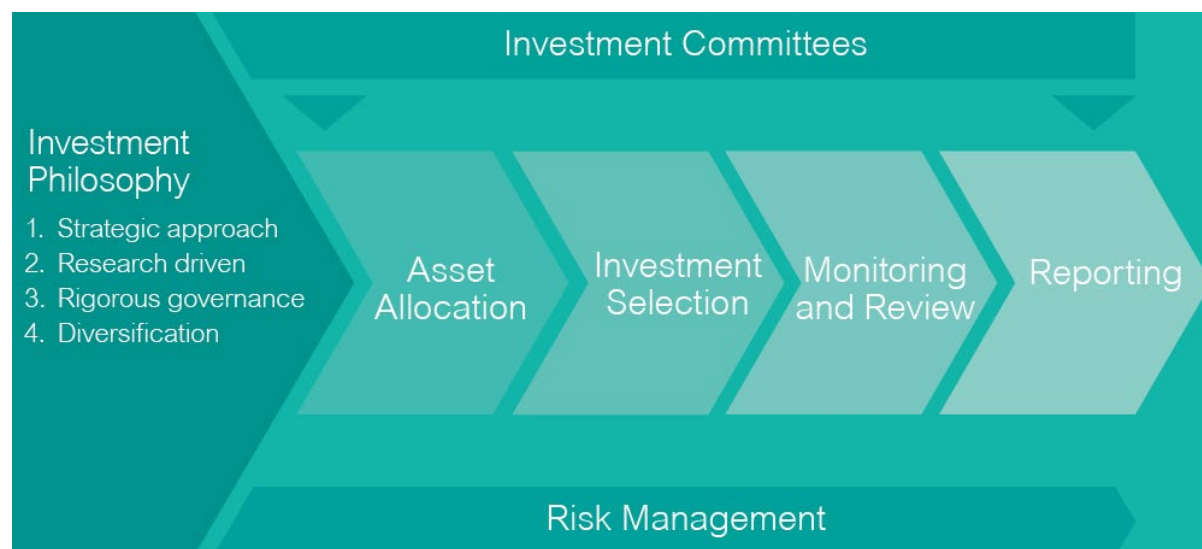 Investment Committees
Investment
Philosophy
1. Strategic approach
2. Research driven
3. Rigorous governance
4. Diversification
Asset
Allocation
Investment
Selection
Monitoring
and Review
Reporting
Risk Management